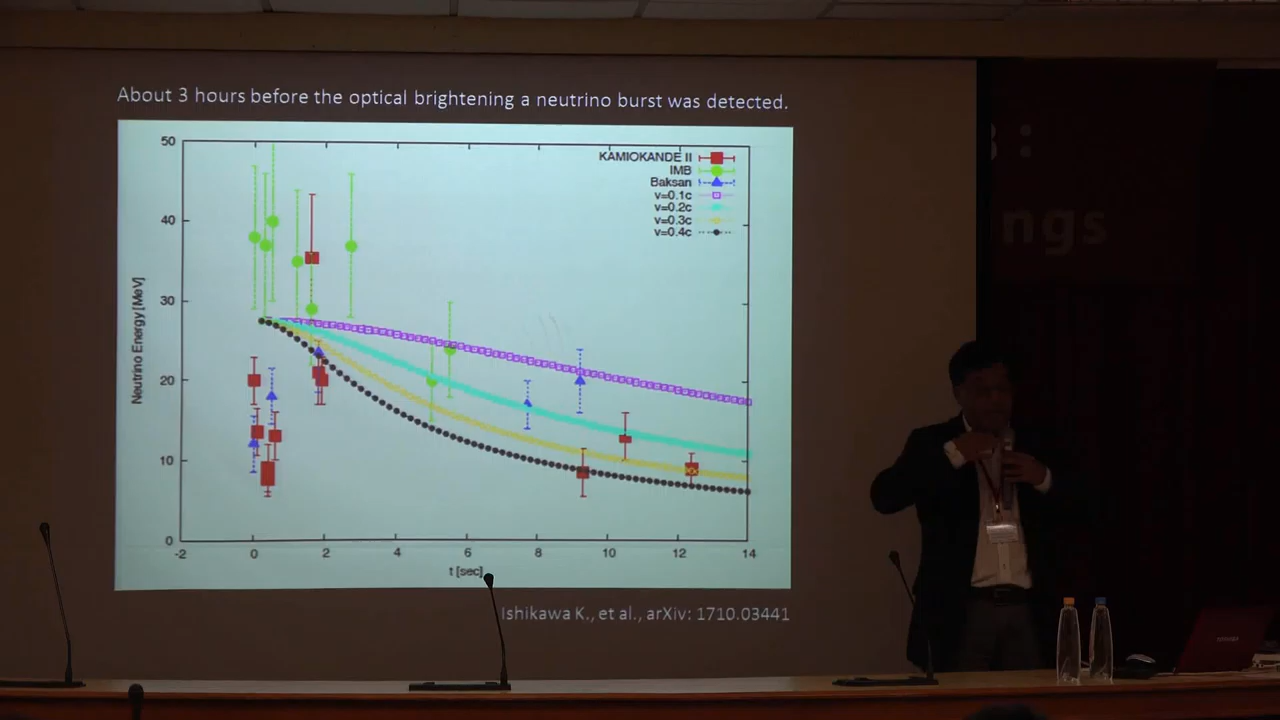 About 3 hours before the optical brightening a neutrino burst was detected.
50
40
30
20
10
0
Neutrino Energy [MeV]
KAMIOKANDE II
IMB
Baksan
v=0.1c
v=0.2c
v=0.3c
v=0.4c
-2 0 2 4 6 8 10 12 14
t [sec]
Ishikawa K., et al., arXiv: 1710.03441
ngs
TOSHIBA